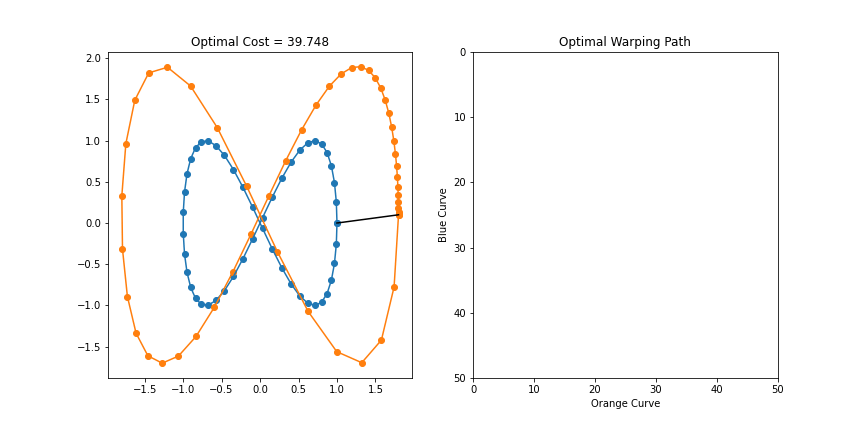 Optimal Cost = 39.748
2.0
1.5
1.0
0.5
0.0
−0.5
−1.0
−1.5
−1.5 −1.0 −0.5 0.0 0.5 1.0 1.5
Optimal Warping Path
Blue Curve
0
10
20
30
40
50
0 10 20 30 40 50
Orange Curve